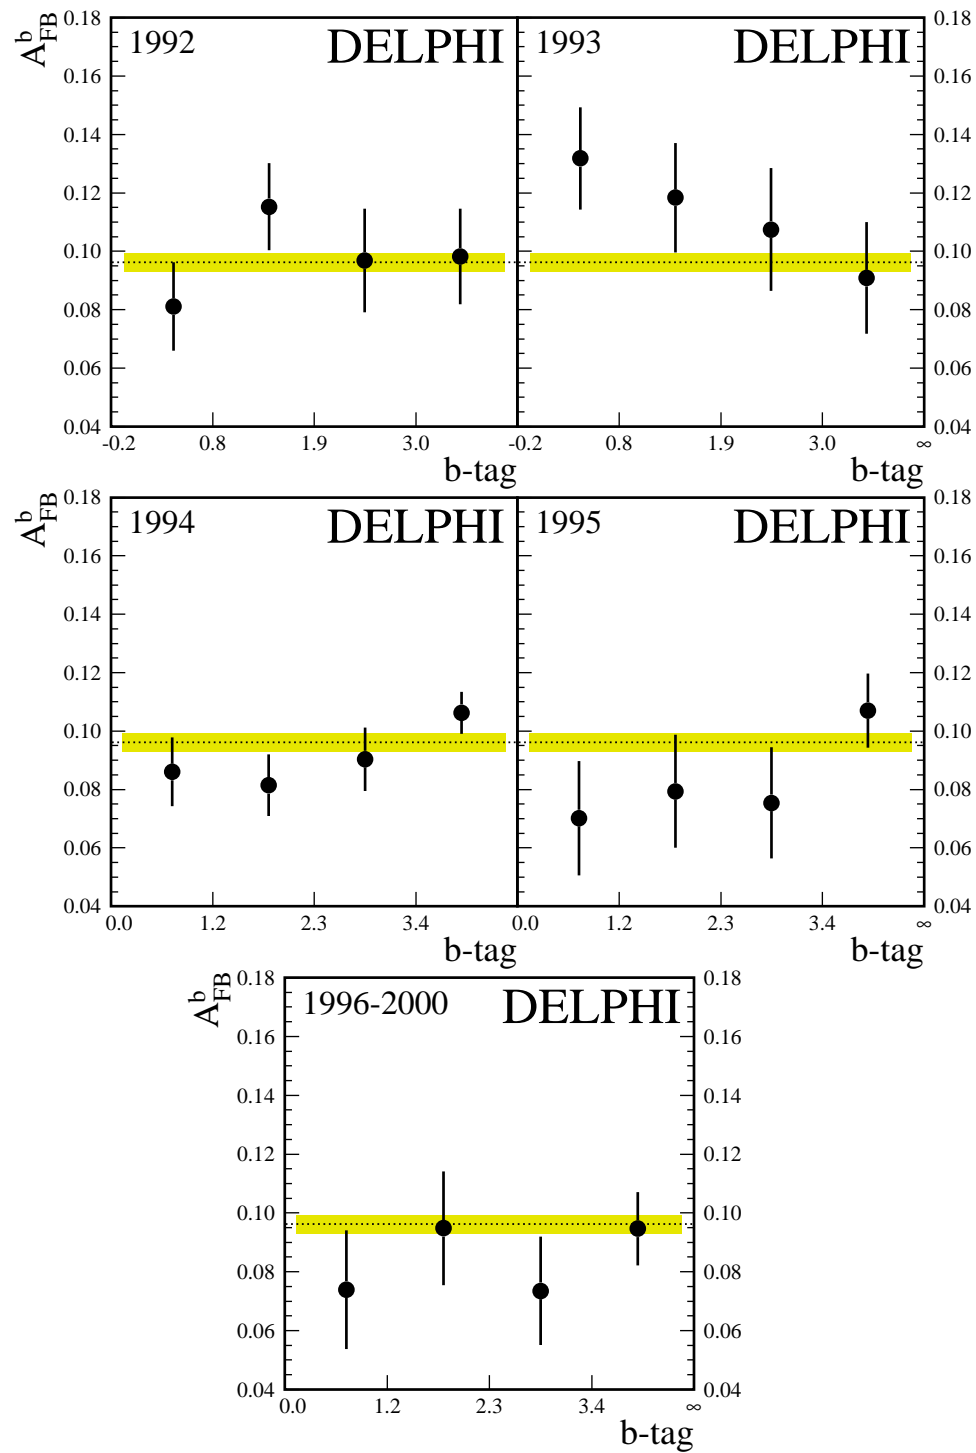 A^b_FB
1992 DELPHI 1993 DELPHI
0.18 0.18
0.16 0.16
0.14 0.14
0.12 0.12
0.10 0.10
0.08 0.08
0.06 0.06
0.04 0.04
-0.2 0.8 1.9 3.0 -0.2 0.8 1.9 3.0 ∞
b-tag b-tag
A^b_FB
1994 DELPHI 1995 DELPHI
0.18 0.18
0.16 0.16
0.14 0.14
0.12 0.12
0.10 0.10
0.08 0.08
0.06 0.06
0.04 0.04
0.0 1.2 2.3 3.4 0.0 1.2 2.3 3.4 ∞
b-tag b-tag
A^b_FB
1996-2000 DELPHI
0.18 0.18
0.16 0.16
0.14 0.14
0.12 0.12
0.10 0.10
0.08 0.08
0.06 0.06
0.04 0.04
0.0 1.2 2.3 3.4 ∞
b-tag